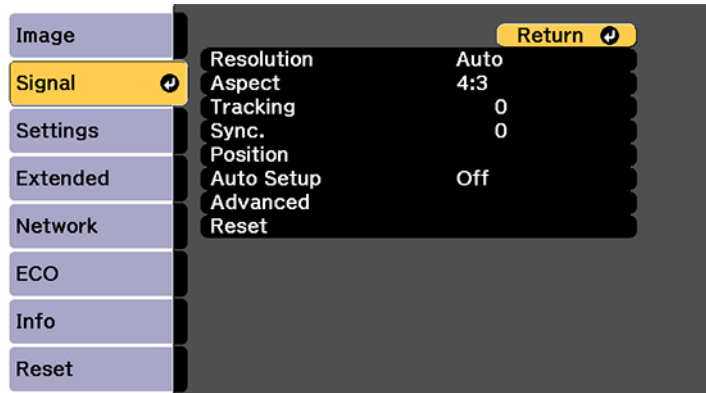 Image
Signal
Settings
Extended
Network
ECO
Info
Reset
Return
Resolution Auto
Aspect 4:3
Tracking 0
Sync. 0
Position
Auto Setup Off
Advanced
Reset